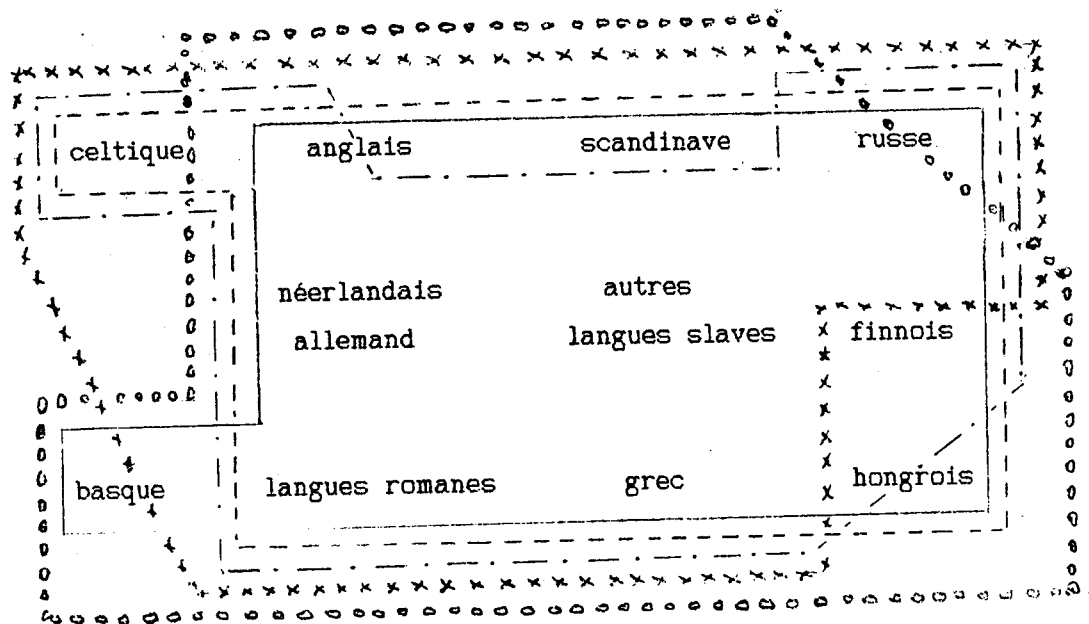 celtique anglais scandinave russe
néerlandais autres
allemand langues slaves finnois
basque langues romanes grec hongrois